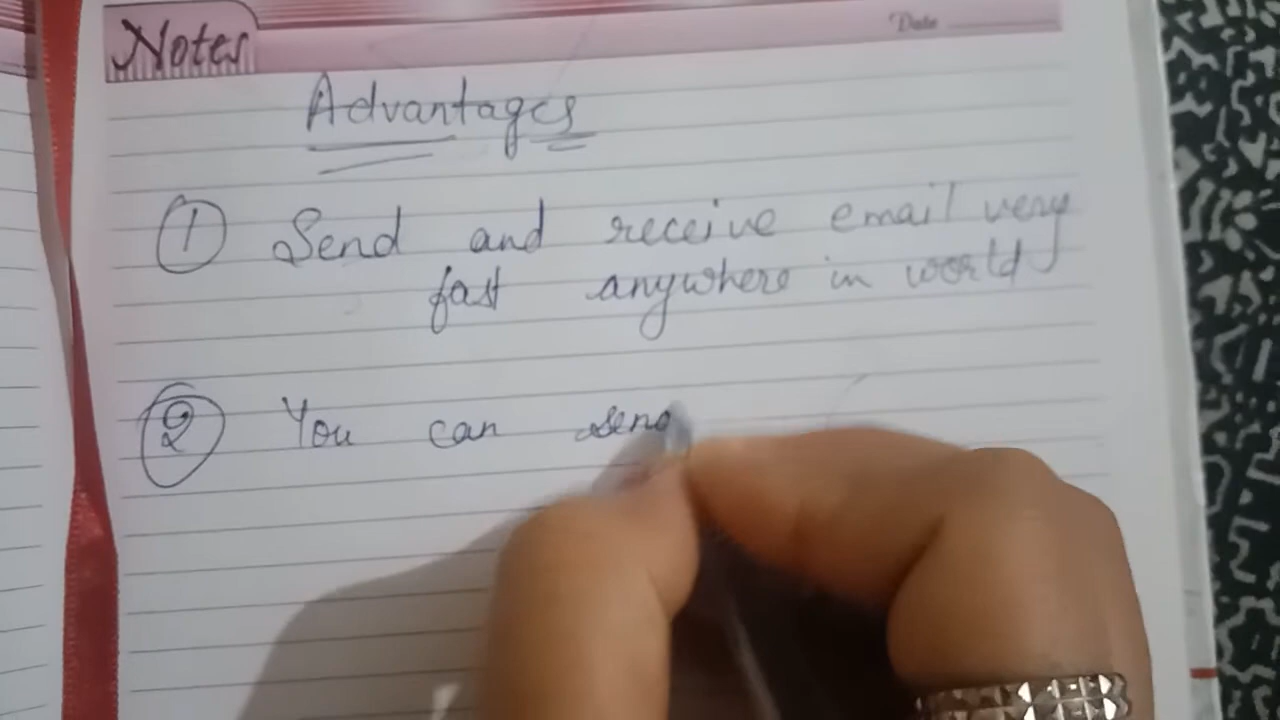 Notes
Date
Advantages
1 Send and receive email very
fast anywhere in world
2 You can send